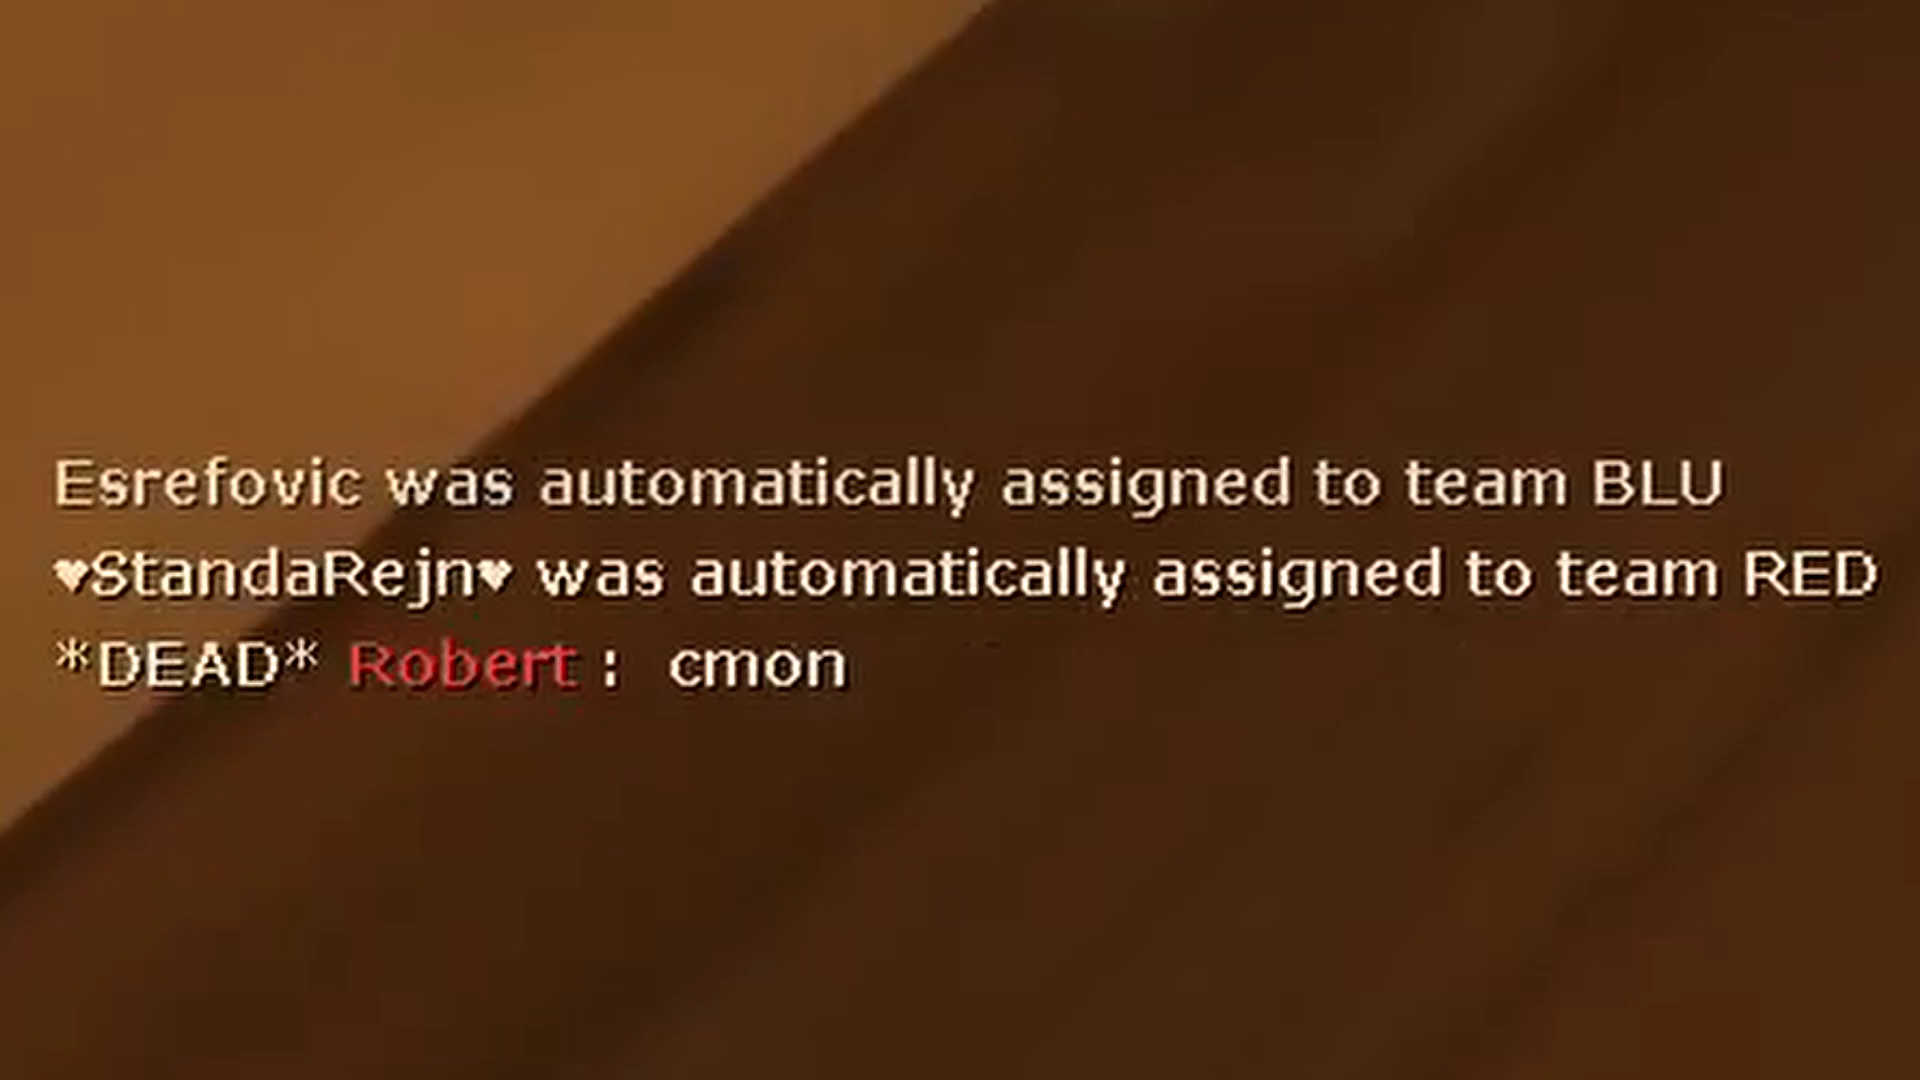 Esrefovic was automatically assigned to team BLU
♥StandaRejn♥ was automatically assigned to team RED
*DEAD* Robert :  cmon